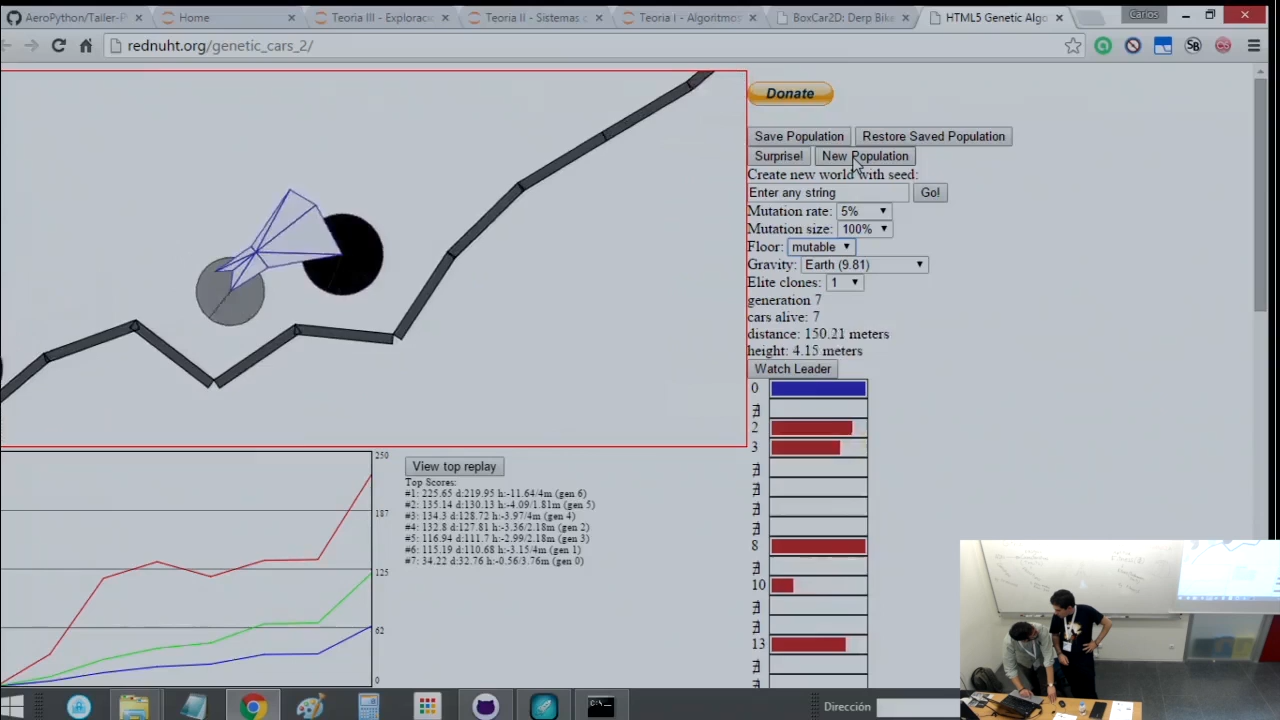 AeroPython/Taller-P
Home
Teoria III - Exploraci
Teoria II - Sistemas c
Teoria I - Algoritmos
BoxCar2D: Derp Bike
HTML5 Genetic Algo
Carlos
rednuht.org/genetic_cars_2/
Donate
Save Population Restore Saved Population
Surprise! New Population
Create new world with seed:
Enter any string Go!
Mutation rate: 5%
Mutation size: 100%
Floor: mutable
Gravity: Earth (9.81)
Elite clones: 1
generation 7
cars alive: 7
distance: 150.21 meters
height: 4.15 meters
Watch Leader
0
∄
2
3
∄
∄
∄
∄
8
∄
10
∄
∄
13
∄
∄
250
187
125
62
0
View top replay
Top Scores:
#1: 225.65 d:219.95 h:-11.64/4m (gen 6)
#2: 135.14 d:130.13 h:-4.09/1.81m (gen 5)
#3: 134.3 d:128.72 h:-3.97/4m (gen 4)
#4: 132.8 d:127.81 h:-3.36/2.18m (gen 2)
#5: 116.94 d:111.7 h:-2.99/2.18m (gen 3)
#6: 115.19 d:110.68 h:-3.15/4m (gen 1)
#7: 34.22 d:32.76 h:-0.56/3.76m (gen 0)
Dirección